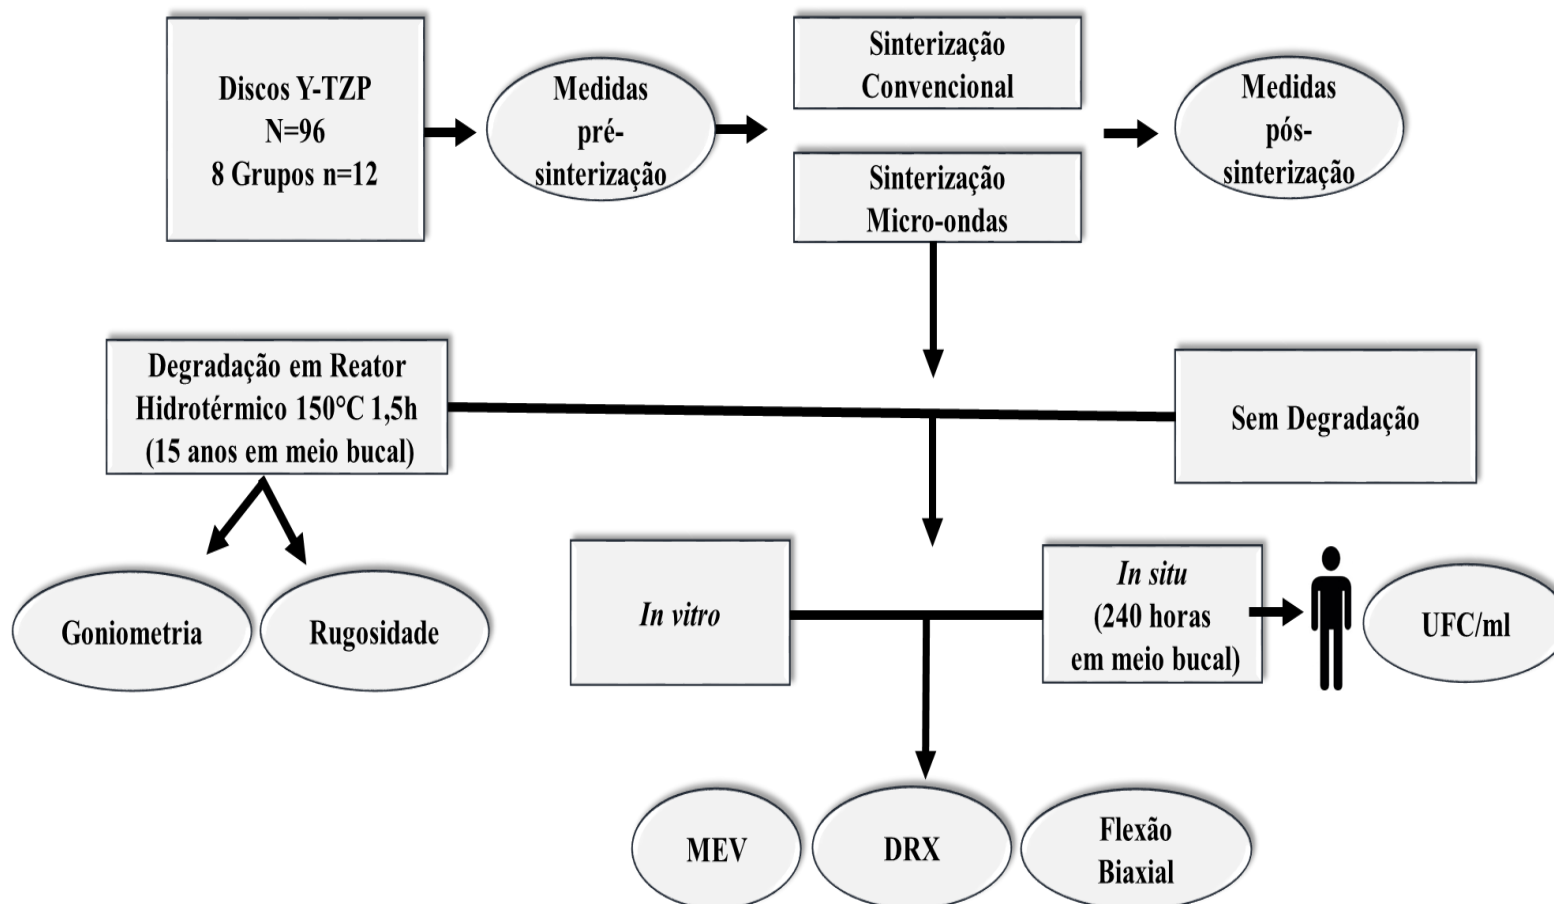 Discos Y-TZP
N=96
8 Grupos n=12
Medidas
pré-
sinterização
Sinterização
Convencional
Sinterização
Micro-ondas
Medidas
pós-
sinterização
Degradação em Reator
Hidrotérmico 150°C 1,5h
(15 anos em meio bucal)
Sem Degradação
Goniometria
Rugosidade
In vitro
In situ
(240 horas
em meio bucal)
UFC/ml
MEV
DRX
Flexão
Biaxial